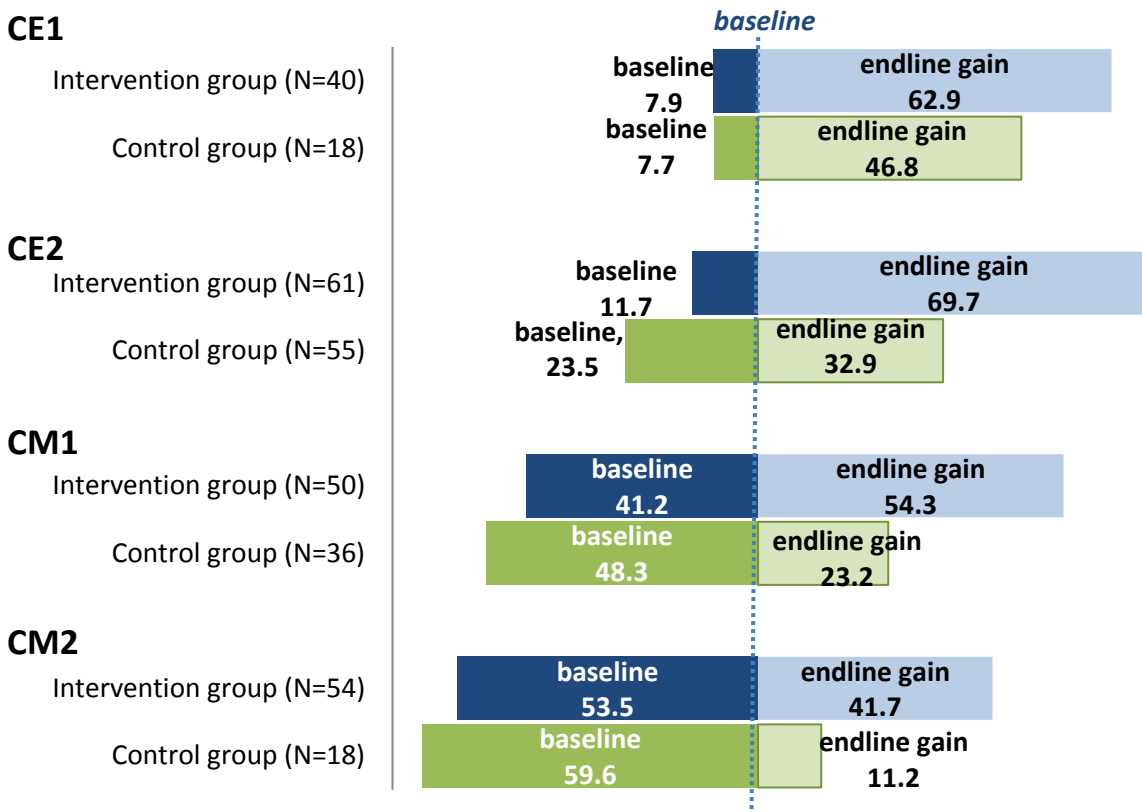 baseline
CE1
Intervention group (N=40)
baseline
7.9
endline gain
62.9
Control group (N=18)
baseline
7.7
endline gain
46.8
CE2
Intervention group (N=61)
baseline
11.7
endline gain
69.7
Control group (N=55)
baseline,
23.5
endline gain
32.9
CM1
Intervention group (N=50)
baseline
41.2
endline gain
54.3
Control group (N=36)
baseline
48.3
endline gain
23.2
CM2
Intervention group (N=54)
baseline
53.5
endline gain
41.7
Control group (N=18)
baseline
59.6
endline gain
11.2